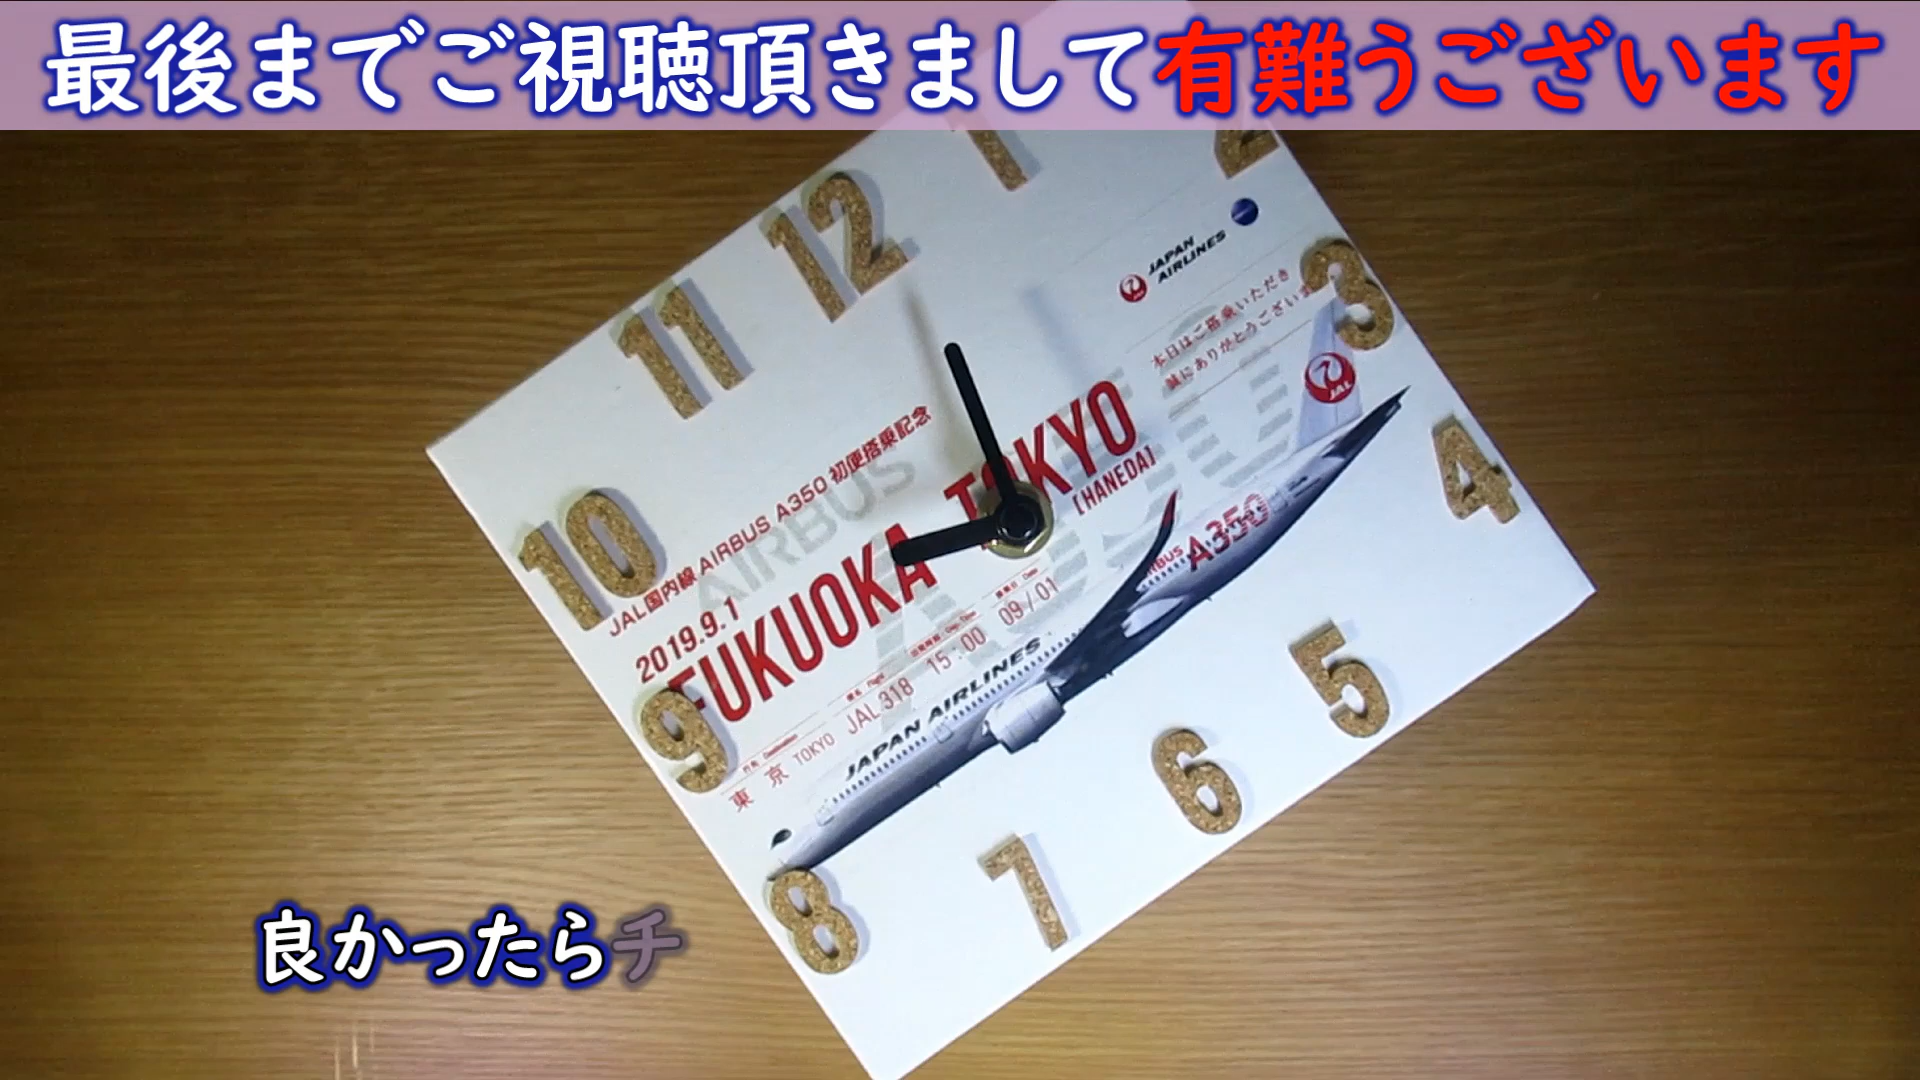 最後までご視聴頂きまして有難うございます
1
2
12
JAPAN
AIRLINES
11
3
本日はご搭乗いただき
誠にありがとうございま
JAL
AIRBUS
JAL国内線 AIRBUS A350 初便搭乗記念
2019.9.1
FUKUOKA TOKYO
[HANEDA]
10
4
AIRBUS A350
JAL 318 15:00 09/01
東京 TOKYO
JAPAN AIRLINES
9
5
6
7
8
良かったらチ